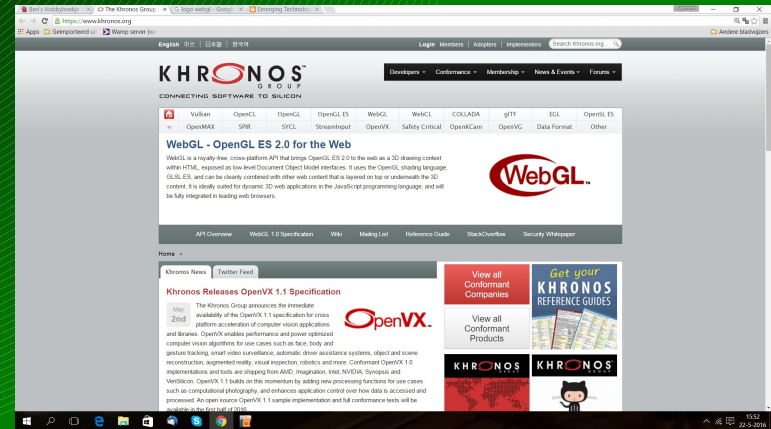 Ben's Hobbyhoekje
The Khronos Group
logo webgl - Google
Emerging Technolo
https://www.khronos.org
Apps Geïmporteerd uit Wamp server Andere bladwijzers
English 中文 日本語 한국어 Login Members Adopters Implementers Search Khronos.org...
KHRONOS
GROUP
CONNECTING SOFTWARE TO SILICON
Developers Conformance Membership News & Events Forums
Vulkan OpenCL OpenGL OpenGL ES WebGL WebCL COLLADA glTF EGL OpenSL ES
OpenMAX SPIR SYCL StreamInput OpenVX Safety Critical OpenKCam OpenVG Data Format Other
WebGL - OpenGL ES 2.0 for the Web
WebGL is a royalty-free, cross-platform API that brings OpenGL ES 2.0 to the web as a 3D drawing context
within HTML, exposed as low-level Document Object Model interfaces. It uses the OpenGL shading language,
GLSL ES, and can be cleanly combined with other web content that is layered on top or underneath the 3D
content. It is ideally suited for dynamic 3D web applications in the JavaScript programming language, and will
be fully integrated in leading web browsers.
WebGL
API Overview WebGL 1.0 Specification Wiki Mailing List Reference Guide StackOverflow Security Whitepaper
Home
Khronos News Twitter Feed
Khronos Releases OpenVX 1.1 Specification
May
2nd
The Khronos Group announces the immediate
availability of the OpenVX 1.1 specification for cross
platform acceleration of computer vision applications
and libraries. OpenVX enables performance and power optimized
computer vision algorithms for use cases such as face, body and
gesture tracking, smart video surveillance, automatic driver assistance systems, object and scene
reconstruction, augmented reality, visual inspection, robotics and more. Conformant OpenVX 1.0
implementations and tools are shipping from AMD, Imagination, Intel, NVIDIA, Synopsis and
VeriSilicon. OpenVX 1.1 builds on this momentum by adding new processing functions for use cases
such as computational photography, and enhances application control over how data is accessed and
processed. An open source OpenVX 1.1 sample implementation and full conformance tests will be
available in the first half of 2016.
OpenVX
View all
Conformant
Companies
View all
Conformant
Products
Get your
KHRONOS
REFERENCE GUIDES
KHRONOS
GROUP
KHRONOS
GROUP
15:52
22-5-2016